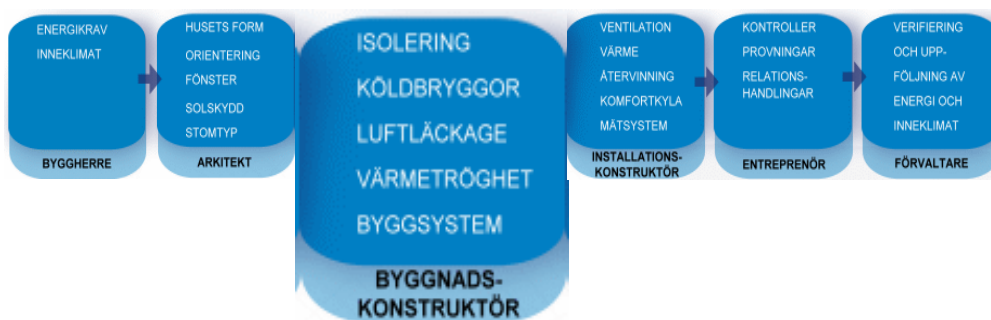 ENERGIKRAV
INNEKLIMAT
BYGGHERRE
HUSETS FORM
ORIENTERING
FÖNSTER
SOLSKYDD
STOMTYP
ARKITEKT
ISOLERING
KÖLDBRYGGOR
LUFTLÄCKAGE
VÄRMETRÖGHET
BYGGSYSTEM
BYGGNADS-
KONSTRUKTÖR
VENTILATION
VÄRME
ÅTERVINNING
KOMFORTKYLA
MÄTSYSTEM
INSTALLATIONS-
KONSTRUKTÖR
KONTROLLER
PROVNINGAR
RELATIONS-
HANDLINGAR
ENTREPRENÖR
VERIFIERING
OCH UPP-
FÖLJNING AV
ENERGI OCH
INNEKLIMAT
FÖRVALTARE